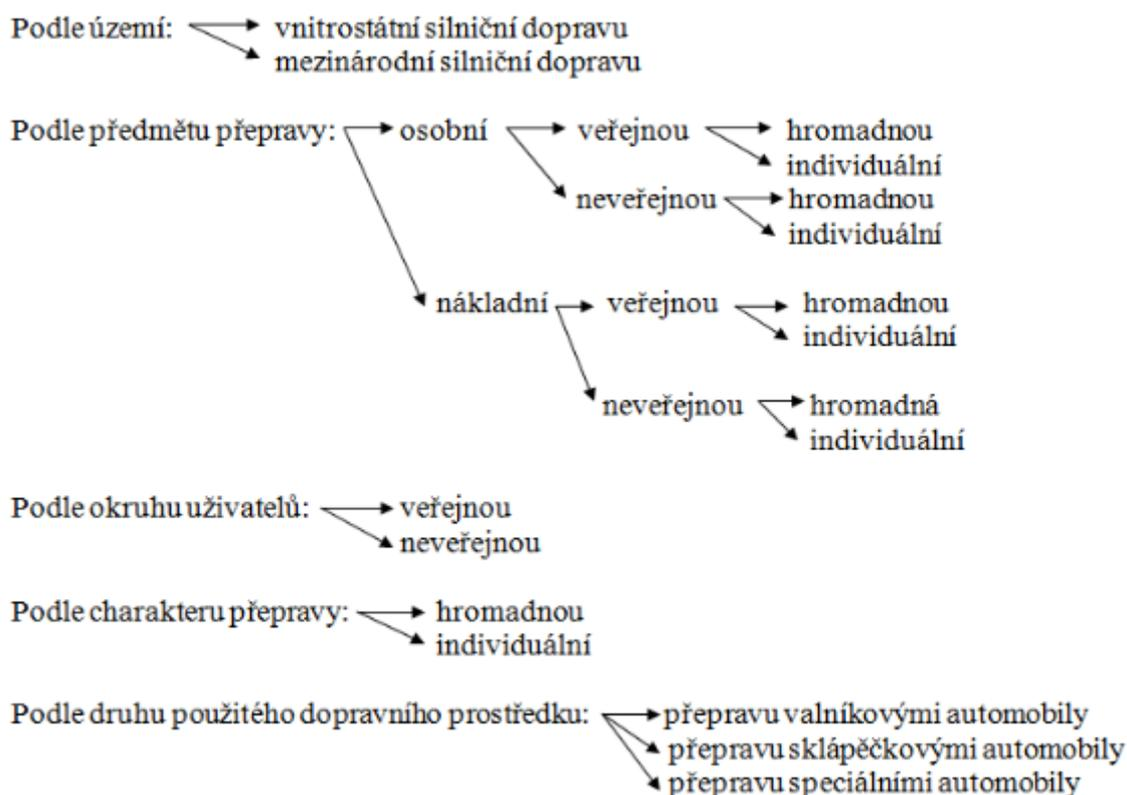 Podle území: vnitrostátní silniční dopravu
mezinárodní silniční dopravu
Podle předmětu přepravy: osobní veřejnou hromadnou
individuální
neveřejnou hromadnou
individuální
nákladní veřejnou hromadnou
individuální
neveřejnou hromadná
individuální
Podle okruhu uživatelů: veřejnou
neveřejnou
Podle charakteru přepravy: hromadnou
individuální
Podle druhu použitého dopravního prostředku: přepravu valníkovými automobily
přepravu sklápěčkovými automobily
přepravu speciálními automobily